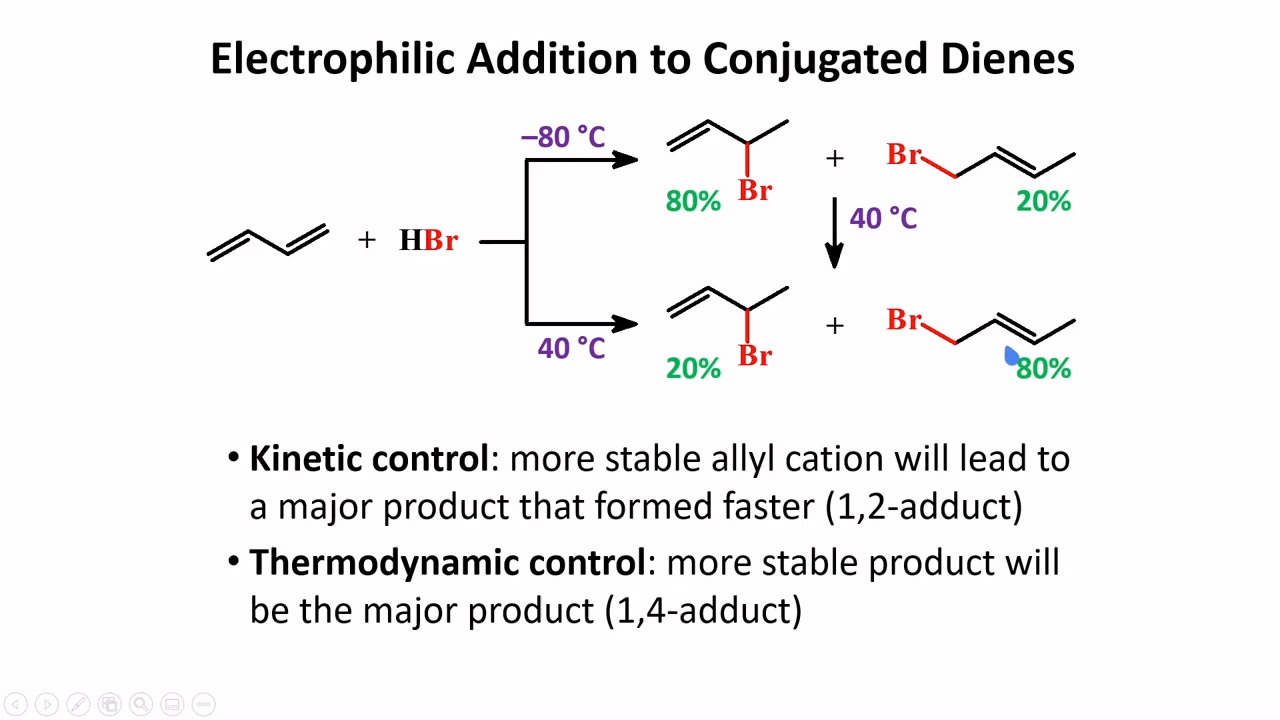 Electrophilic Addition to Conjugated Dienes
–80 °C
80%
Br
+
Br
20%
40 °C
+ HBr
40 °C
20%
Br
+
Br
80%
• Kinetic control: more stable allyl cation will lead to
a major product that formed faster (1,2-adduct)
• Thermodynamic control: more stable product will
be the major product (1,4-adduct)